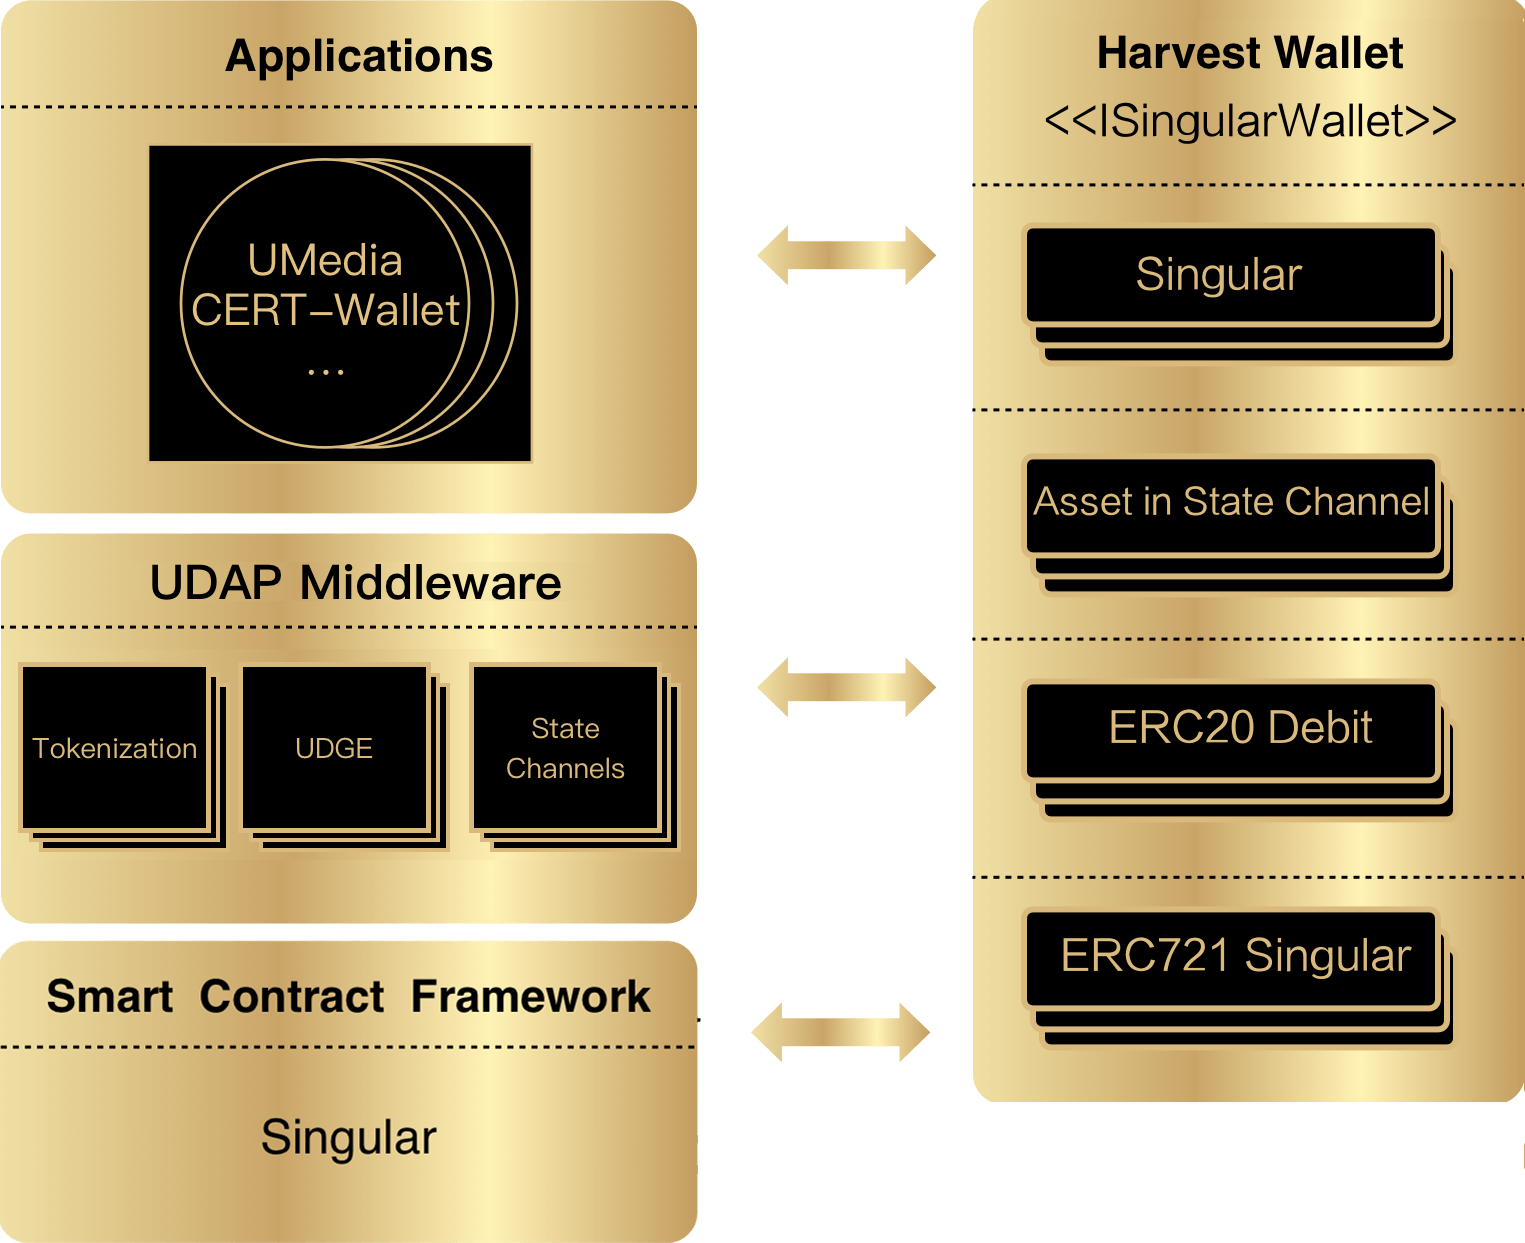 Applications
UMedia
CERT–Wallet
...
UDAP Middleware
Tokenization
UDGE
State
Channels
Smart Contract Framework
Singular
Harvest Wallet
<<ISingularWallet>>
Singular
Asset in State Channel
ERC20 Debit
ERC721 Singular